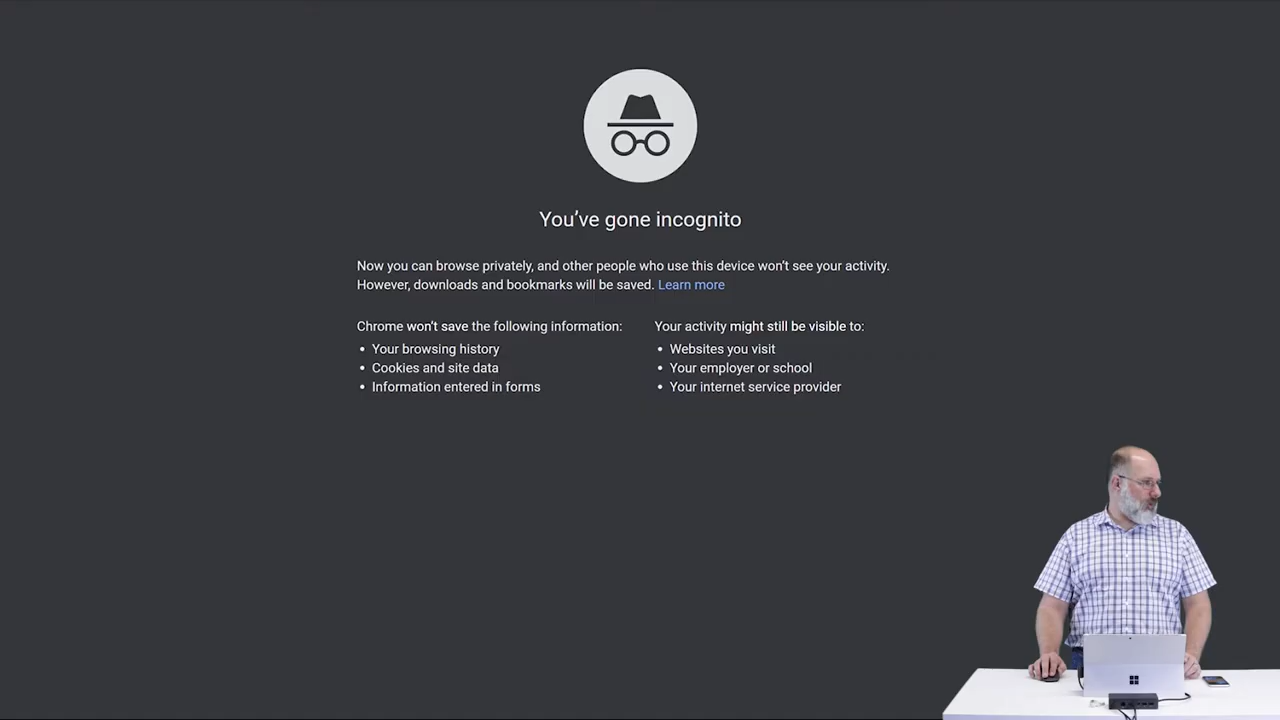 You've gone incognito
Now you can browse privately, and other people who use this device won't see your activity.
However, downloads and bookmarks will be saved. Learn more
Chrome won't save the following information:
• Your browsing history
• Cookies and site data
• Information entered in forms
Your activity might still be visible to:
• Websites you visit
• Your employer or school
• Your internet service provider